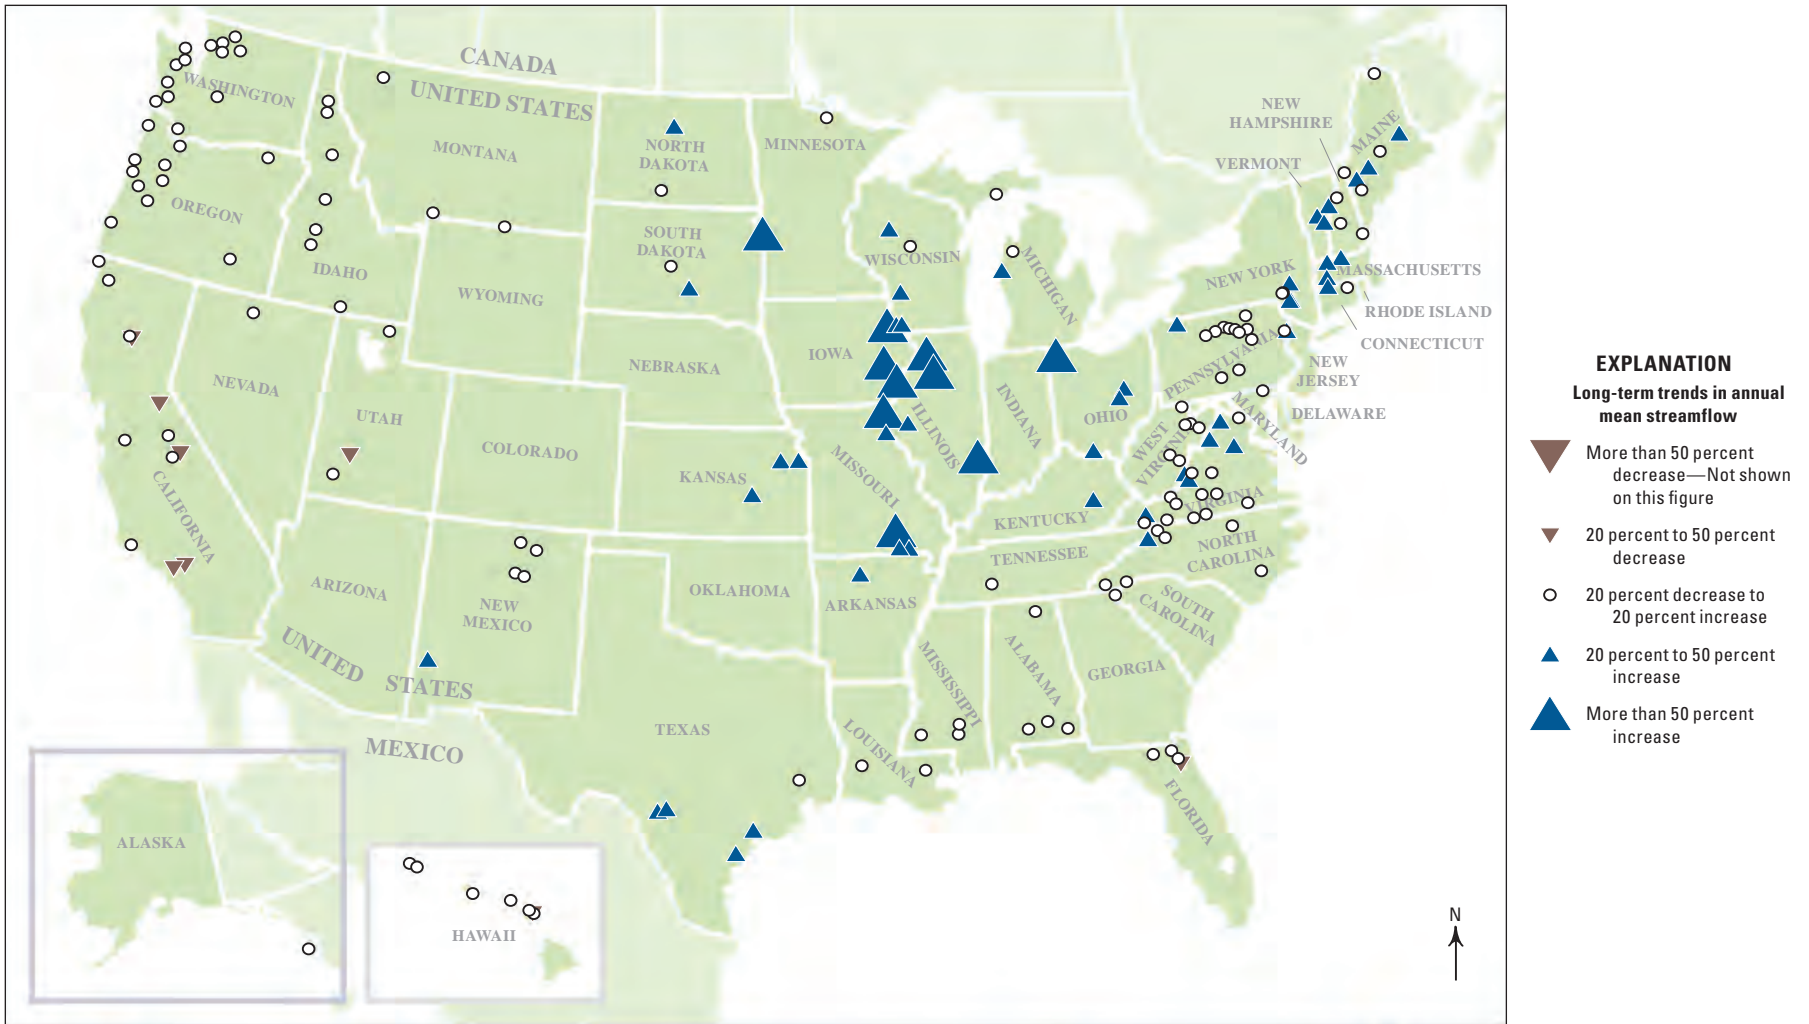 CANADA
UNITED STATES
WASHINGTON
MONTANA
NORTH
DAKOTA
MINNESOTA
NEW
HAMPSHIRE
MAINE
VERMONT
OREGON
IDAHO
WYOMING
SOUTH
DAKOTA
WISCONSIN
MICHIGAN
NEW YORK
MASSACHUSETTS
RHODE ISLAND
CONNECTICUT
NEVADA
UTAH
COLORADO
NEBRASKA
IOWA
ILLINOIS
INDIANA
OHIO
PENNSYLVANIA
NEW
JERSEY
DELAWARE
MARYLAND
WEST
VIRGINIA
VIRGINIA
CALIFORNIA
KANSAS
MISSOURI
KENTUCKY
ARIZONA
NEW
MEXICO
OKLAHOMA
ARKANSAS
TENNESSEE
NORTH
CAROLINA
SOUTH
CAROLINA
UNITED STATES
MEXICO
TEXAS
LOUISIANA
MISSISSIPPI
ALABAMA
GEORGIA
FLORIDA
ALASKA
HAWAII
N
EXPLANATION
Long-term trends in annual
mean streamflow
More than 50 percent
decrease—Not shown
on this figure
20 percent to 50 percent
decrease
20 percent decrease to
20 percent increase
20 percent to 50 percent
increase
More than 50 percent
increase